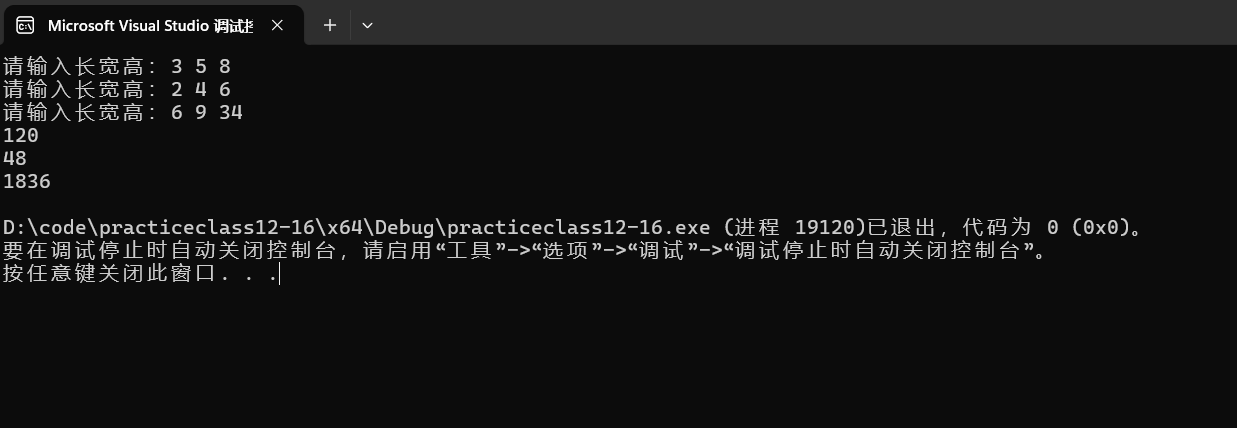 Microsoft Visual Studio 调试
请输入长宽高：3 5 8
请输入长宽高：2 4 6
请输入长宽高：6 9 34
120
48
1836
D:\code\practiceclass12-16\x64\Debug\practiceclass12-16.exe (进程 19120)已退出，代码为 0 (0x0)。
要在调试停止时自动关闭控制台，请启用“工具”->“选项”->“调试”->“调试停止时自动关闭控制台”。
按任意键关闭此窗口. . .